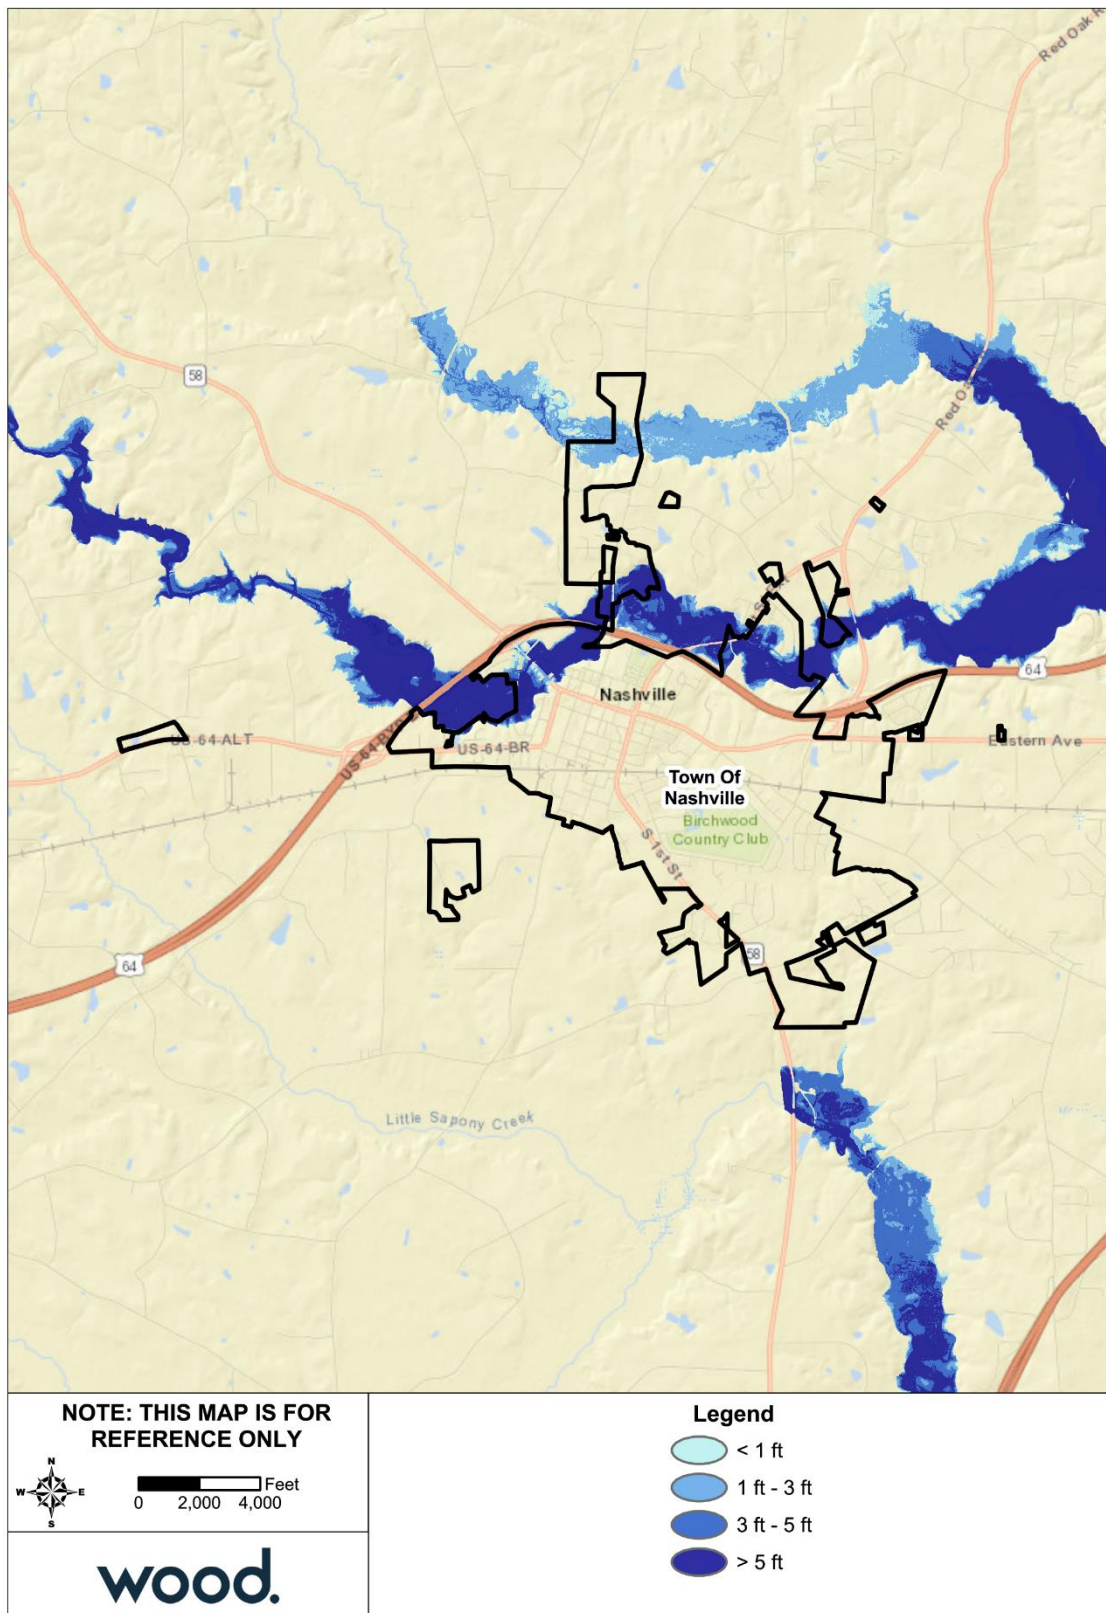 Red Oak R
58
Red Oa
64
Nashville
US-64-ALT
US-64-BYP
US-64-BR
Eastern Ave
Town Of
Nashville
Birchwood
Country Club
S 1st St
64
58
Little Sapony Creek
NOTE: THIS MAP IS FOR
REFERENCE ONLY
N
W E
S
Feet
0 2,000 4,000
wood.
Legend
< 1 ft
1 ft - 3 ft
3 ft - 5 ft
> 5 ft